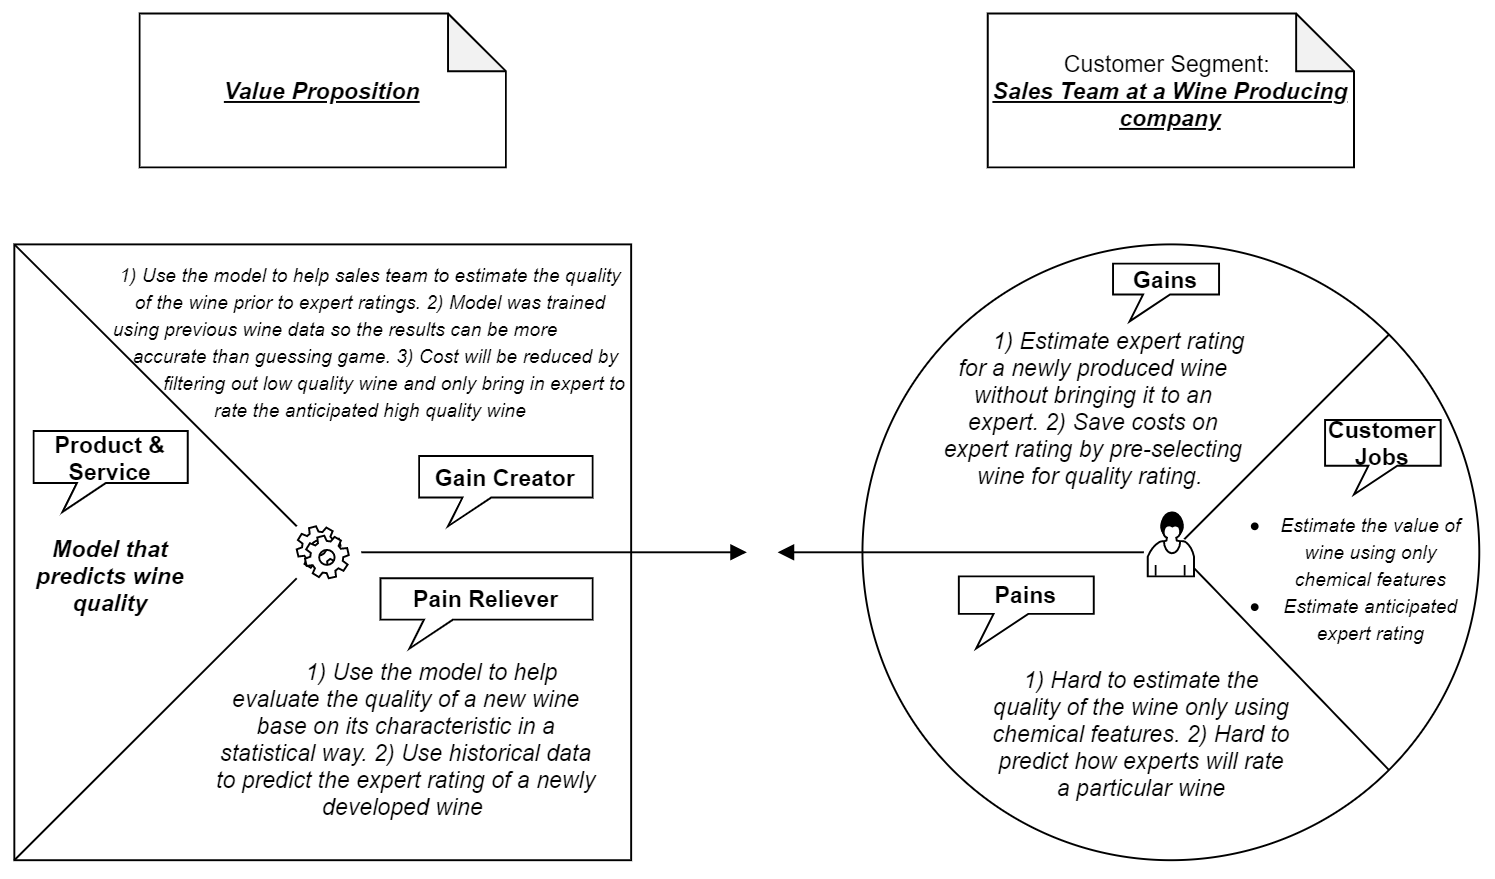 Value Proposition
Customer Segment:
Sales Team at a Wine Producing
company
1) Use the model to help sales team to estimate the quality
of the wine prior to expert ratings. 2) Model was trained
using previous wine data so the results can be more
accurate than guessing game. 3) Cost will be reduced by
filtering out low quality wine and only bring in expert to
rate the anticipated high quality wine
Product &
Service
Model that
predicts wine
quality
Gain Creator
Pain Reliever
1) Use the model to help
evaluate the quality of a new wine
base on its characteristic in a
statistical way. 2) Use historical data
to predict the expert rating of a newly
developed wine
Gains
1) Estimate expert rating
for a newly produced wine
without bringing it to an
expert. 2) Save costs on
expert rating by pre-selecting
wine for quality rating.
Customer
Jobs
• Estimate the value of
wine using only
chemical features
• Estimate anticipated
expert rating
Pains
1) Hard to estimate the
quality of the wine only using
chemical features. 2) Hard to
predict how experts will rate
a particular wine